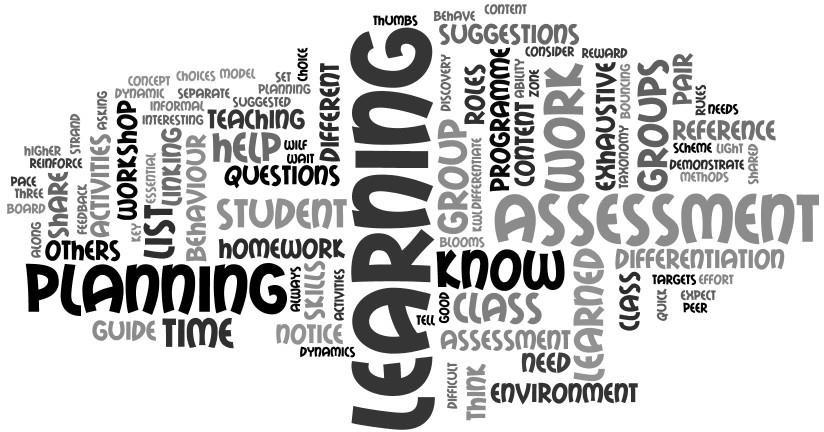 THUMBS
BEHAVE
CONTENT
SUGGESTIONS
CONSIDER
REWARD
CONCEPT
CHOICES
MODEL
SET
CHOICE
DYNAMIC
SEPARATE
PLANNING
INFORMAL
SUGGESTED
INTERESTING
TEACHING
DIFFERENT
LEARNING
DISCOVERY
ROLES
PROGRAMME
CONTENT
ABILITY
ZONE
WORK
EXHAUSTIVE
TAXONOMY
BOUNCING
GROUPS
PAIR
RULES
NEEDS
REFERENCE
SCHEME
LIGHT
DEMONSTRATE
METHODS
SHARED
HIGHER
STRAND
ASKING
REINFORCE
WORKSHOP
ESSENTIAL
LINKING
HELP
WILF
WAIT
QUESTIONS
PACE
THREE
BOARD
SHARE
FEEDBACK
ACTIVITIES
KEY
LIST
BEHAVIOUR
STUDENT
GROUP
KWL
DIFFERENTIATE
BLOOMS
ASSESSMENT
ALONG
OTHERS
HOMEWORK
PLANNING
ALWAYS
SKILLS
ACTIVITIES
KNOW
LEARNED
DIFFERENTIATION
CLASS
TARGETS
EFFORT
QUICK
EXPECT
PEER
GUIDE
TIME
NOTICE
DYNAMICS
TELL
GOOD
CLASS
ASSESSMENT
NEED
DIFFICULT
THINK
ENVIRONMENT